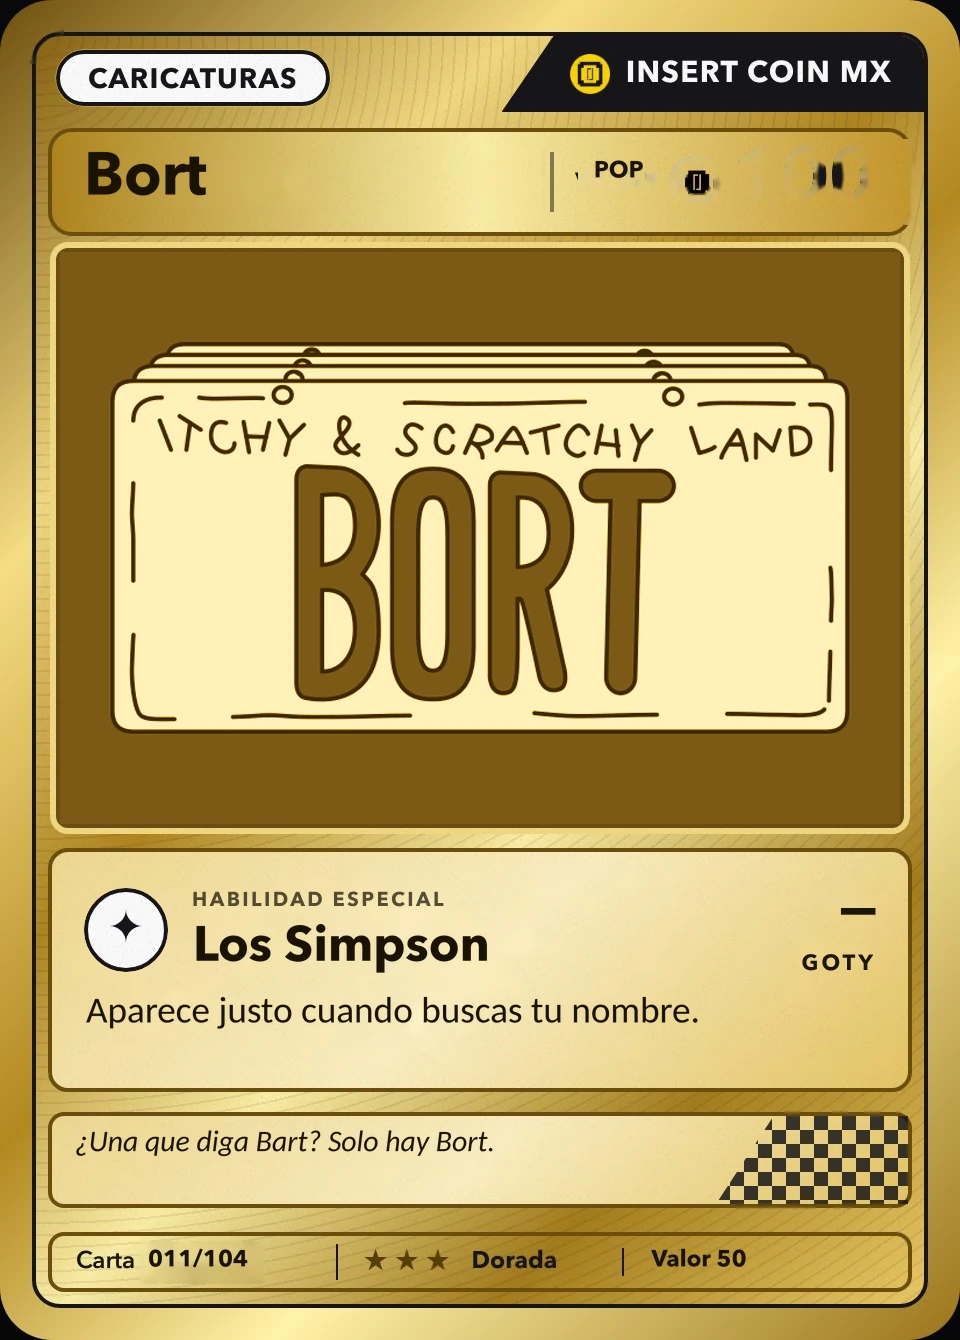 CARICATURAS
INSERT COIN MX
Bort
POP
ITCHY & SCRATCHY LAND
BORT
HABILIDAD ESPECIAL
Los Simpson
—
GOTY
Aparece justo cuando buscas tu nombre.
¿Una que diga Bart? Solo hay Bort.
Carta 011/104
★★★ Dorada
Valor 50